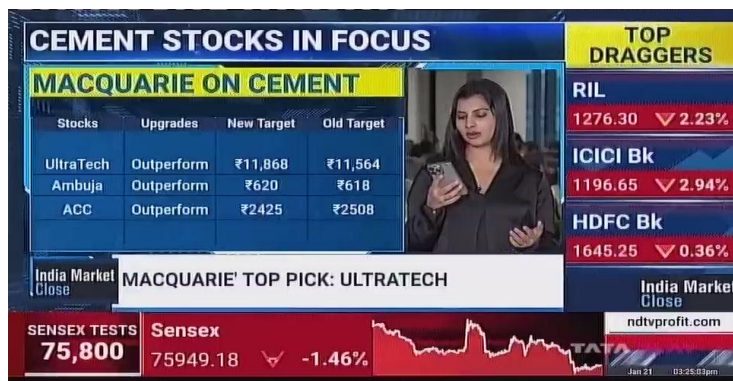 CEMENT STOCKS IN FOCUS
MACQUARIE ON CEMENT
Stocks Upgrades New Target Old Target
UltraTech Outperform ₹11,868 ₹11,564
Ambuja Outperform ₹620 ₹618
ACC Outperform ₹2425 ₹2508
India Market
Close
MACQUARIE' TOP PICK: ULTRATECH
TOP
DRAGGERS
RIL
1276.30 2.23%
ICICI Bk
1196.65 2.94%
HDFC Bk
1645.25 0.36%
India Market
Close
SENSEX TESTS
75,800
Sensex
75949.18 -1.46%
ndtvprofit.com
TATA
Jan 21 03:25:03pm